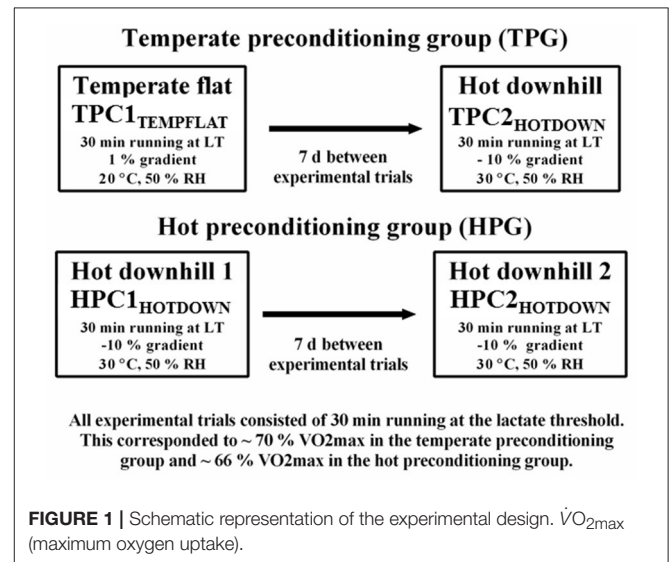 Temperate preconditioning group (TPG)
Temperate flat
TPC1TEMPFLAT
30 min running at LT
1 % gradient
20 °C, 50 % RH
7 d between
experimental trials
Hot downhill
TPC2HOTDOWN
30 min running at LT
- 10 % gradient
30 °C, 50 % RH
Hot preconditioning group (HPG)
Hot downhill 1
HPC1HOTDOWN
30 min running at LT
-10 % gradient
30 °C, 50 % RH
7 d between
experimental trials
Hot downhill 2
HPC2HOTDOWN
30 min running at LT
-10 % gradient
30 °C, 50 % RH
All experimental trials consisted of 30 min running at the lactate threshold.
This corresponded to ~ 70 % VO2max in the temperate preconditioning
group and ~ 66 % VO2max in the hot preconditioning group.
FIGURE 1 | Schematic representation of the experimental design. V̇O2max
(maximum oxygen uptake).